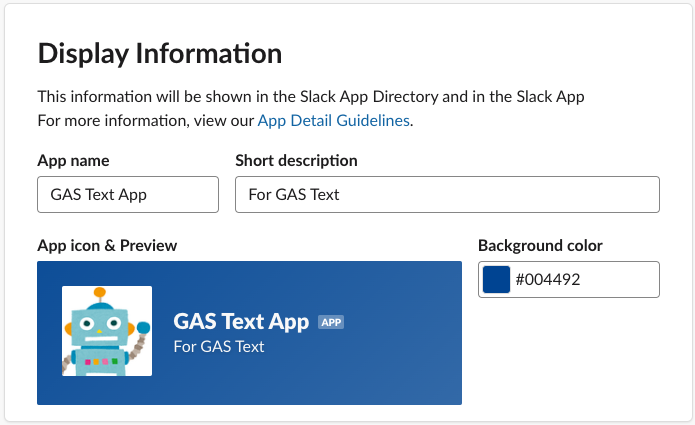 Display Information
This information will be shown in the Slack App Directory and in the Slack App
For more information, view our App Detail Guidelines.
App name
Short description
GAS Text App
For GAS Text
App icon & Preview
Background color
GAS Text App APP
For GAS Text
#004492